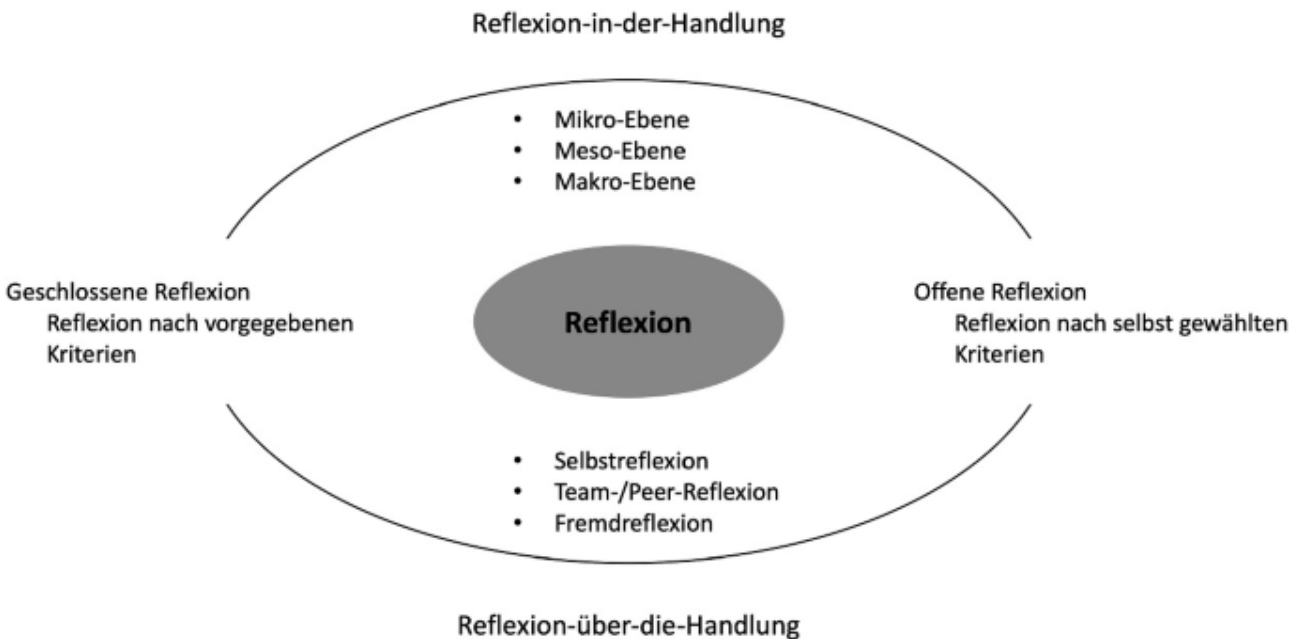 Reflexion-in-der-Handlung
• Mikro-Ebene
• Meso-Ebene
• Makro-Ebene
Geschlossene Reflexion
Reflexion nach vorgegebenen
Kriterien
Reflexion
Offene Reflexion
Reflexion nach selbst gewählten
Kriterien
• Selbstreflexion
• Team-/Peer-Reflexion
• Fremdreflexion
Reflexion-über-die-Handlung